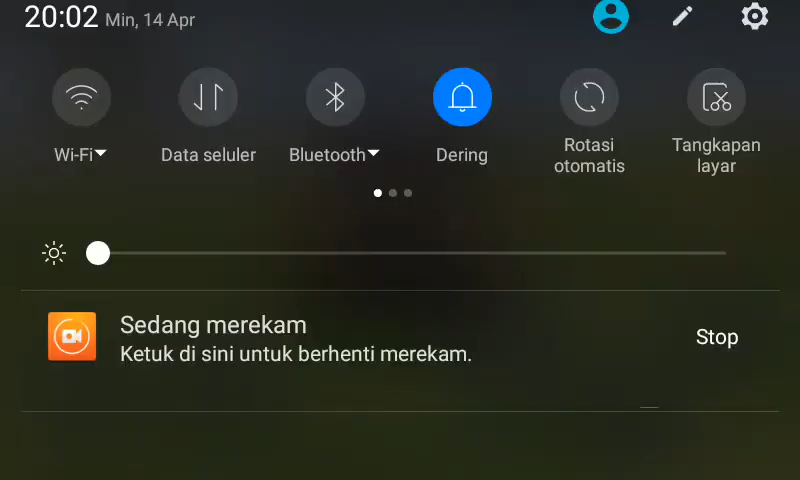 20:02 Min, 14 Apr
Wi-Fi Data seluler Bluetooth Dering Rotasi otomatis Tangkapan layar
Sedang merekam
Ketuk di sini untuk berhenti merekam.
Stop